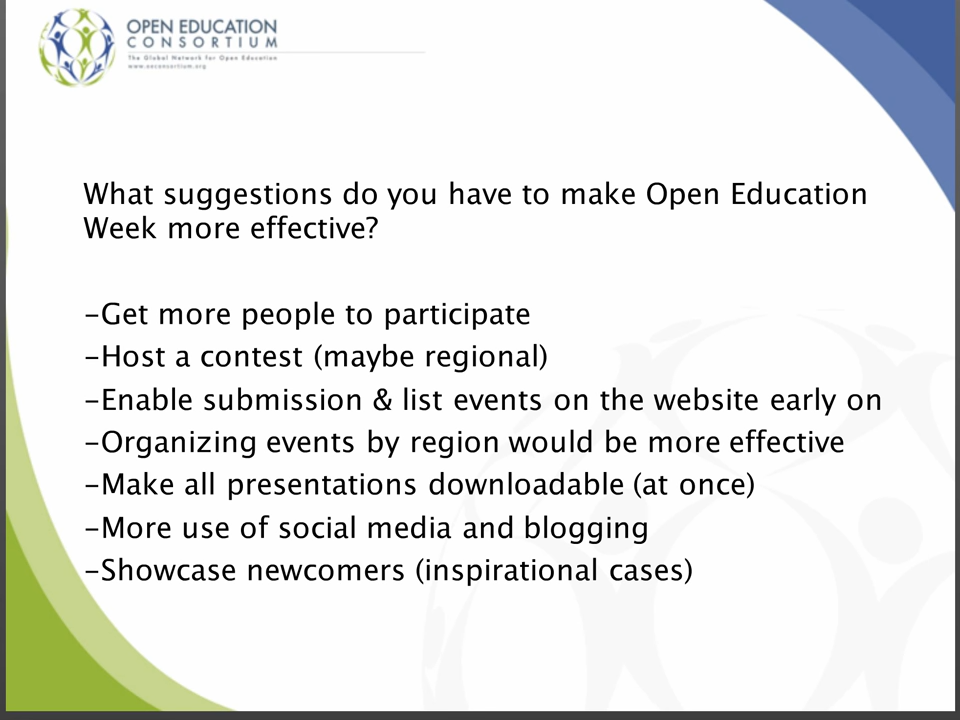 OPEN EDUCATION
CONSORTIUM
The Global Network for Open Education
www.oeconsortium.org
What suggestions do you have to make Open Education
Week more effective?
-Get more people to participate
-Host a contest (maybe regional)
-Enable submission & list events on the website early on
-Organizing events by region would be more effective
-Make all presentations downloadable (at once)
-More use of social media and blogging
-Showcase newcomers (inspirational cases)